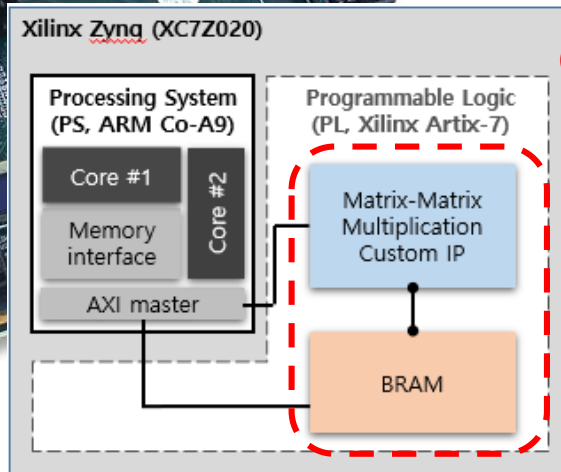 Xilinx Zynq (XC7Z020)
Processing System
(PS, ARM Co-A9)
Core #1
Core #2
Memory
interface
AXI master
Programmable Logic
(PL, Xilinx Artix-7)
Matrix-Matrix
Multiplication
Custom IP
BRAM